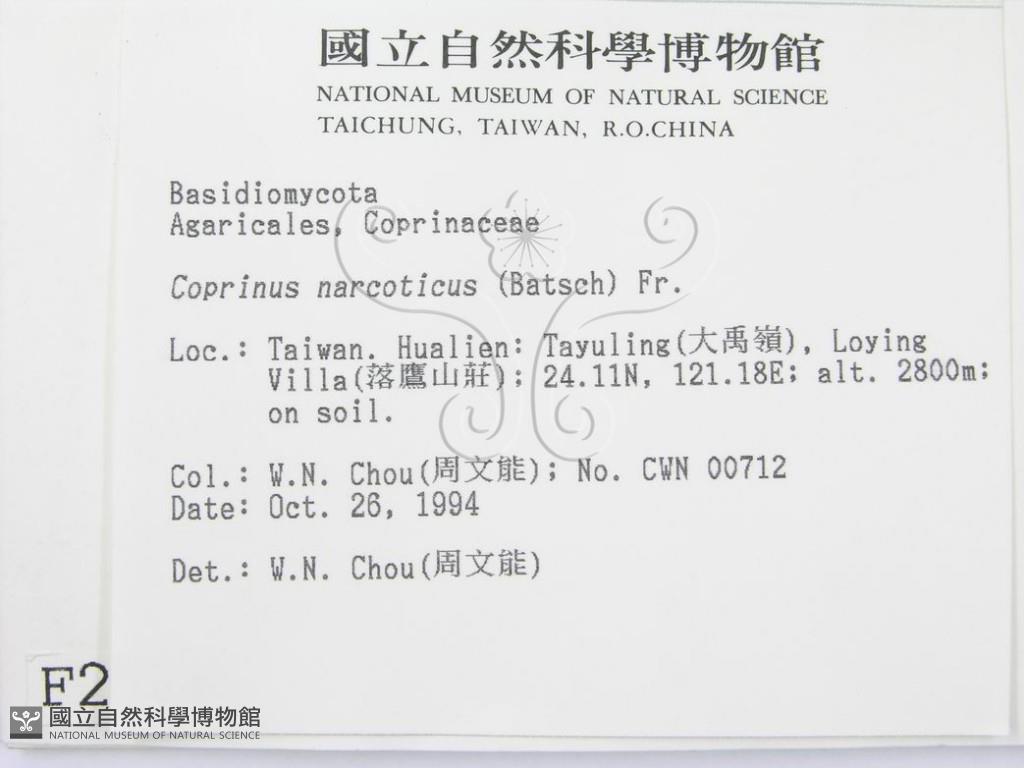 國立自然科學博物館
NATIONAL MUSEUM OF NATURAL SCIENCE
TAICHUNG, TAIWAN, R.O.CHINA
Basidiomycota
Agaricales, Coprinaceae
Coprinus narcoticus (Batsch) Fr.
Loc.: Taiwan. Hualien: Tayuling(大禹嶺), Loying
Villa(落鷹山莊); 24.11N, 121.18E; alt. 2800m;
on soil.
Col.: W.N. Chou(周文能); No. CWN 00712
Date: Oct. 26, 1994
Det.: W.N. Chou(周文能)
F2
國立自然科學博物館
NATIONAL MUSEUM OF NATURAL SCIENCE